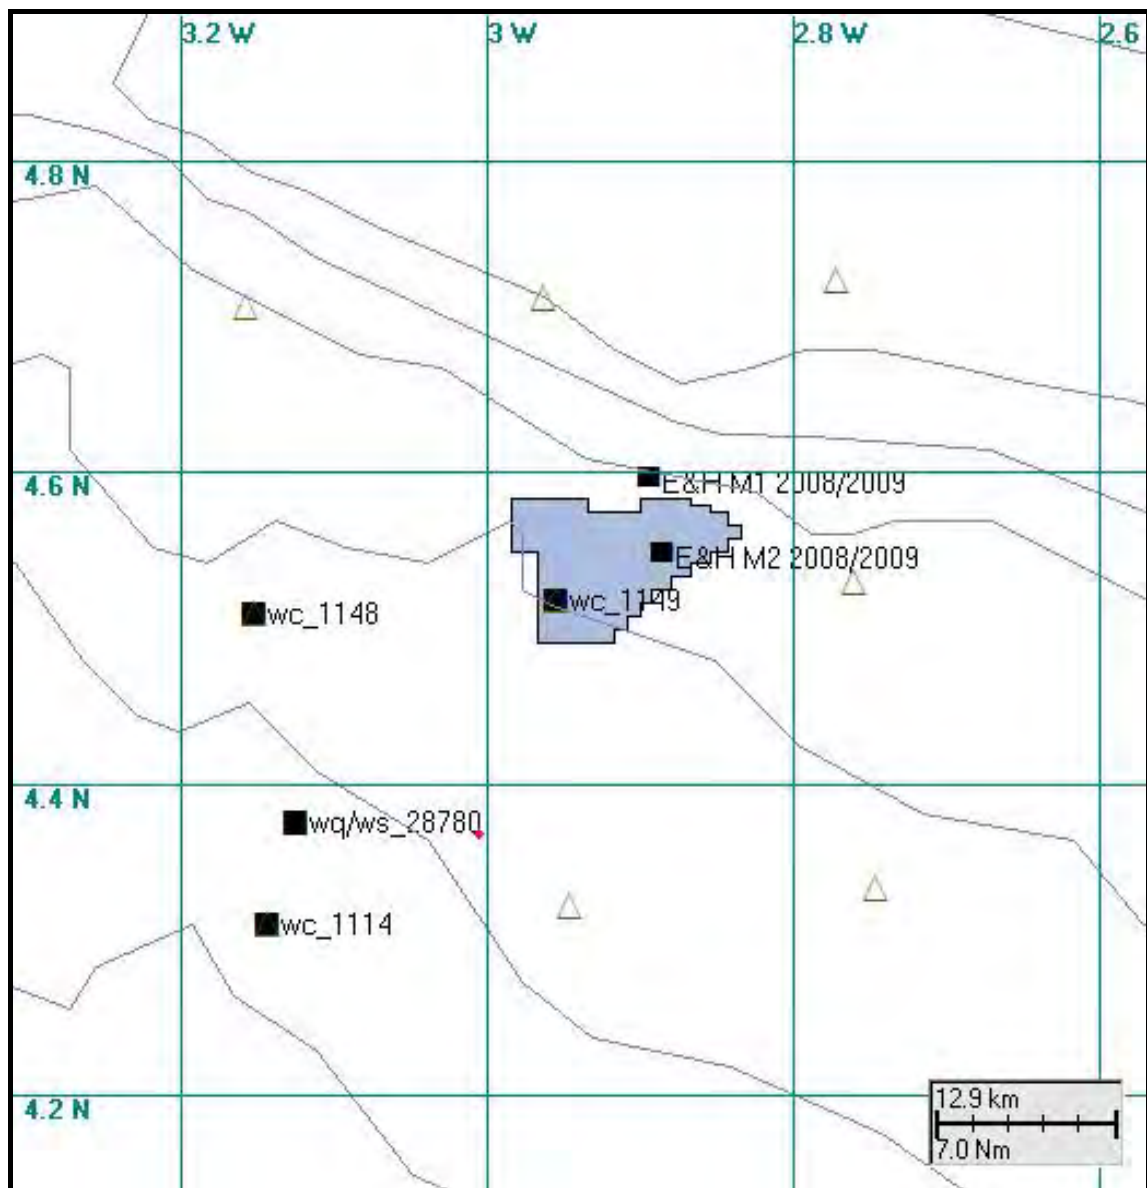 3.2 W
3 W
2.8 W
2.6
4.8 N
4.6 N
E&H M1 2008/2009
E&H M2 2008/2009
wc_1149
wc_1148
4.4 N
wq/ws_28780
wc_1114
4.2 N
12.9 km
7.0 Nm